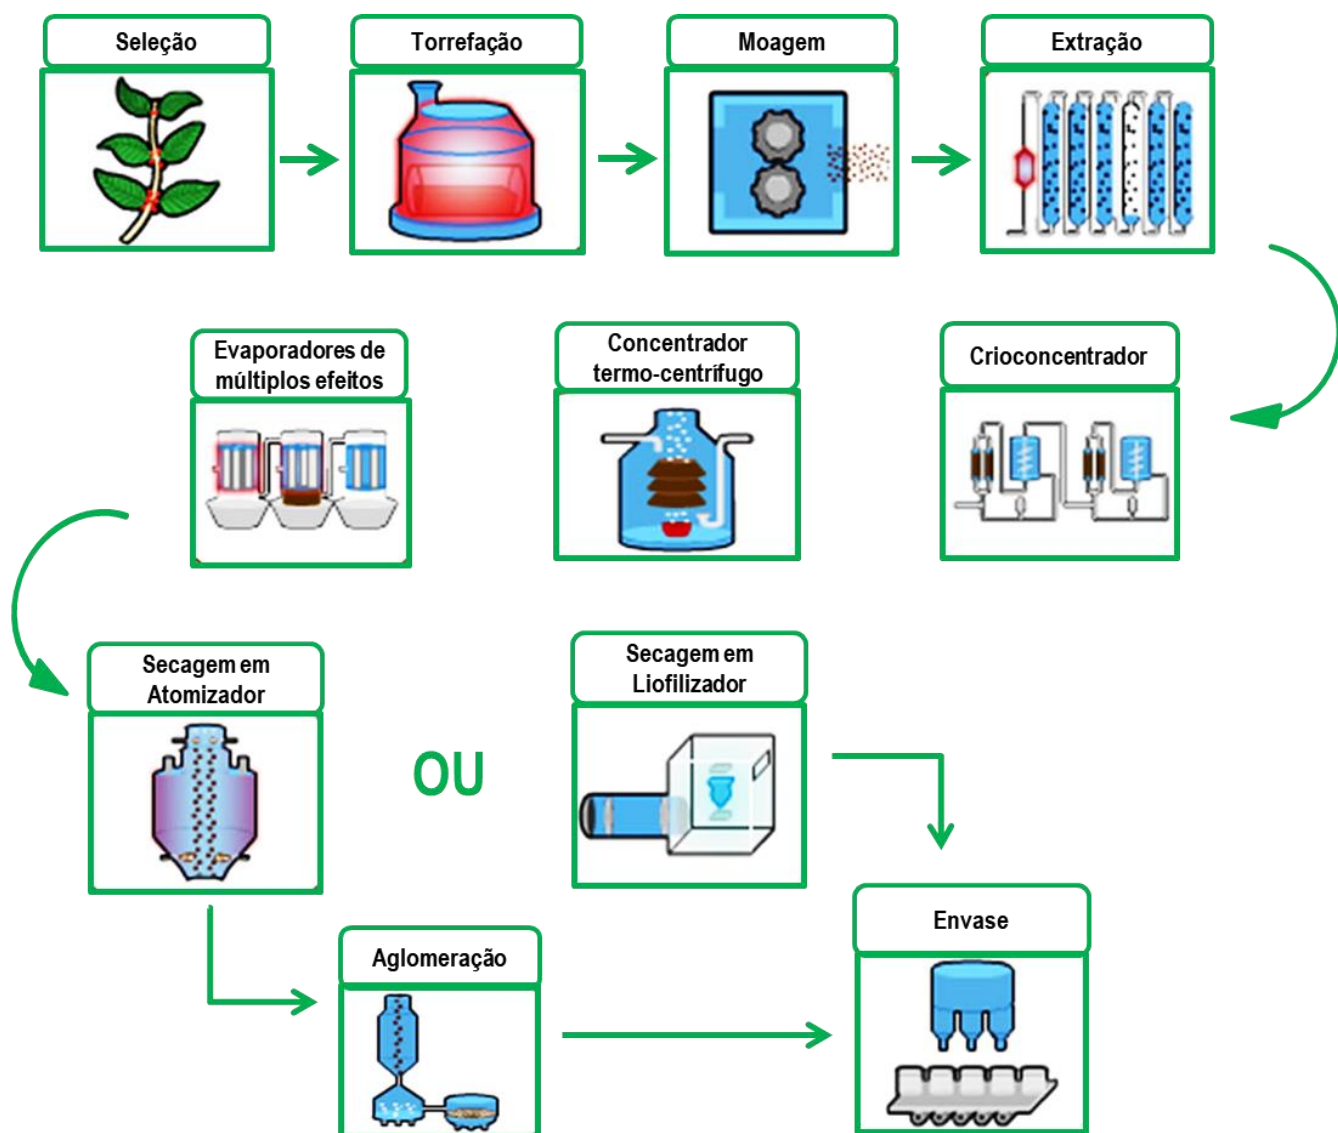 Seleção
Torrefação
Moagem
Extração
Evaporadores de
múltiplos efeitos
Concentrador
termo-centrífugo
Crioconcentrador
Secagem em
Atomizador
OU
Secagem em
Liofilizador
Aglomeração
Envase